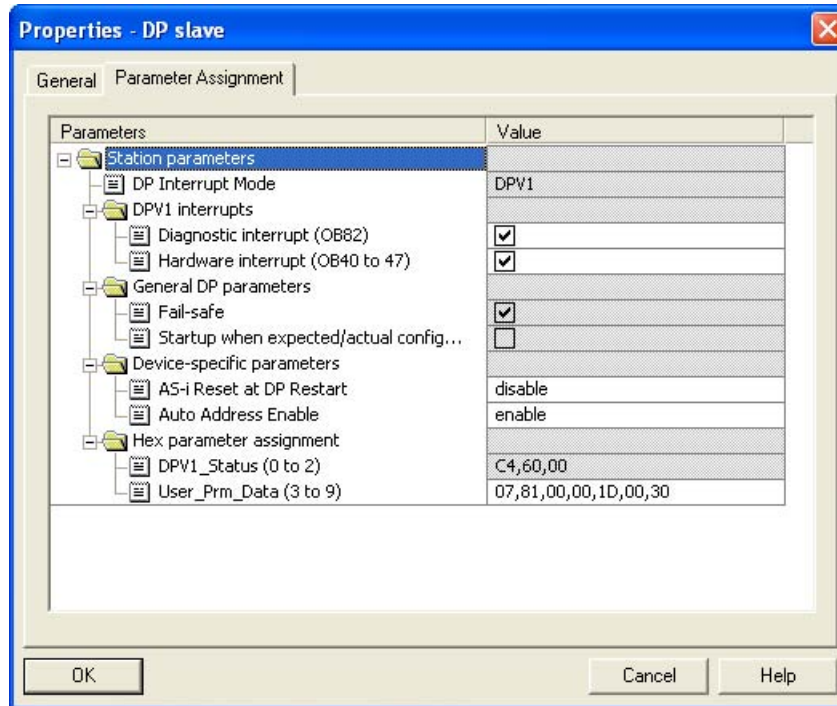 Properties - DP slave
General Parameter Assignment
Parameters Value
Station parameters
DP Interrupt Mode DPV1
DPV1 interrupts
Diagnostic interrupt (OB82)
Hardware interrupt (OB40 to 47)
General DP parameters
Fail-safe
Startup when expected/actual config...
Device-specific parameters
AS-i Reset at DP Restart disable
Auto Address Enable enable
Hex parameter assignment
DPV1_Status (0 to 2) C4,60,00
User_Prm_Data (3 to 9) 07,81,00,00,1D,00,30
OK Cancel Help